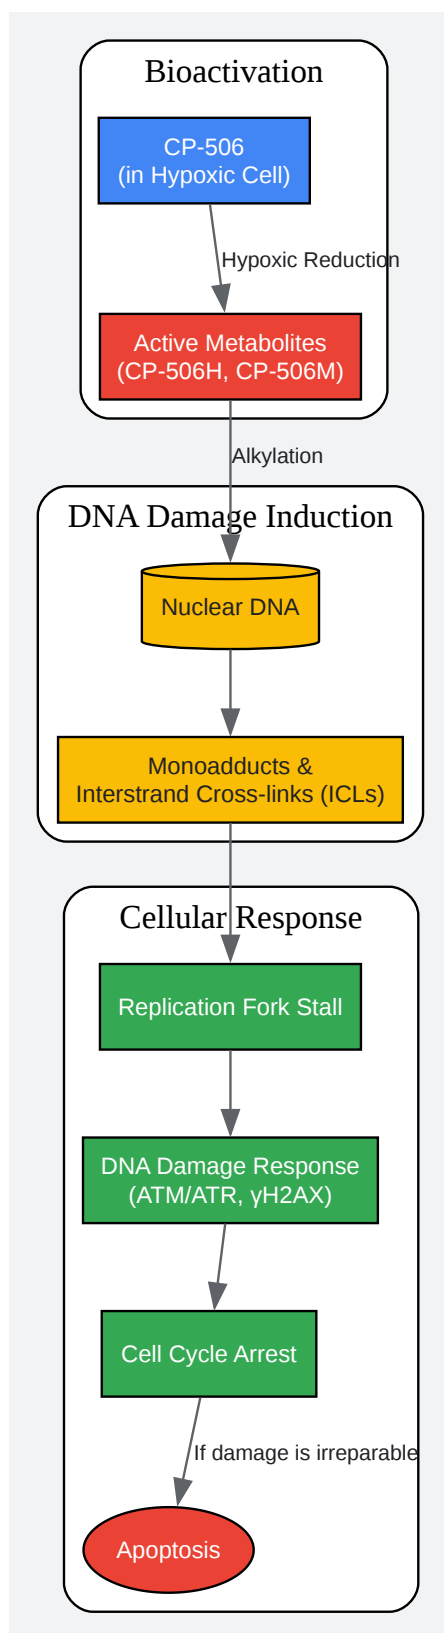 Bioactivation
CP-506
(in Hypoxic Cell)
Hypoxic Reduction
Active Metabolites
(CP-506H, CP-506M)
Alkylation
DNA Damage Induction
Nuclear DNA
Monoadducts &
Interstrand Cross-links (ICLs)
Cellular Response
Replication Fork Stall
DNA Damage Response
(ATM/ATR, γH2AX)
Cell Cycle Arrest
If damage is irreparable
Apoptosis